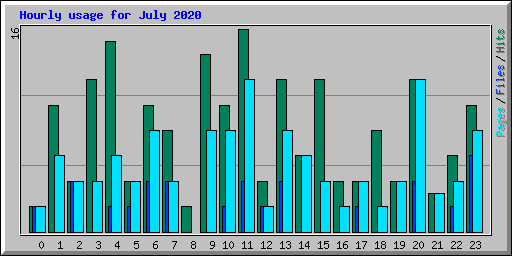 Hourly usage for July 2020
16
Pages/Files/Hits
0 1 2 3 4 5 6 7 8 9 10 11 12 13 14 15 16 17 18 19 20 21 22 23